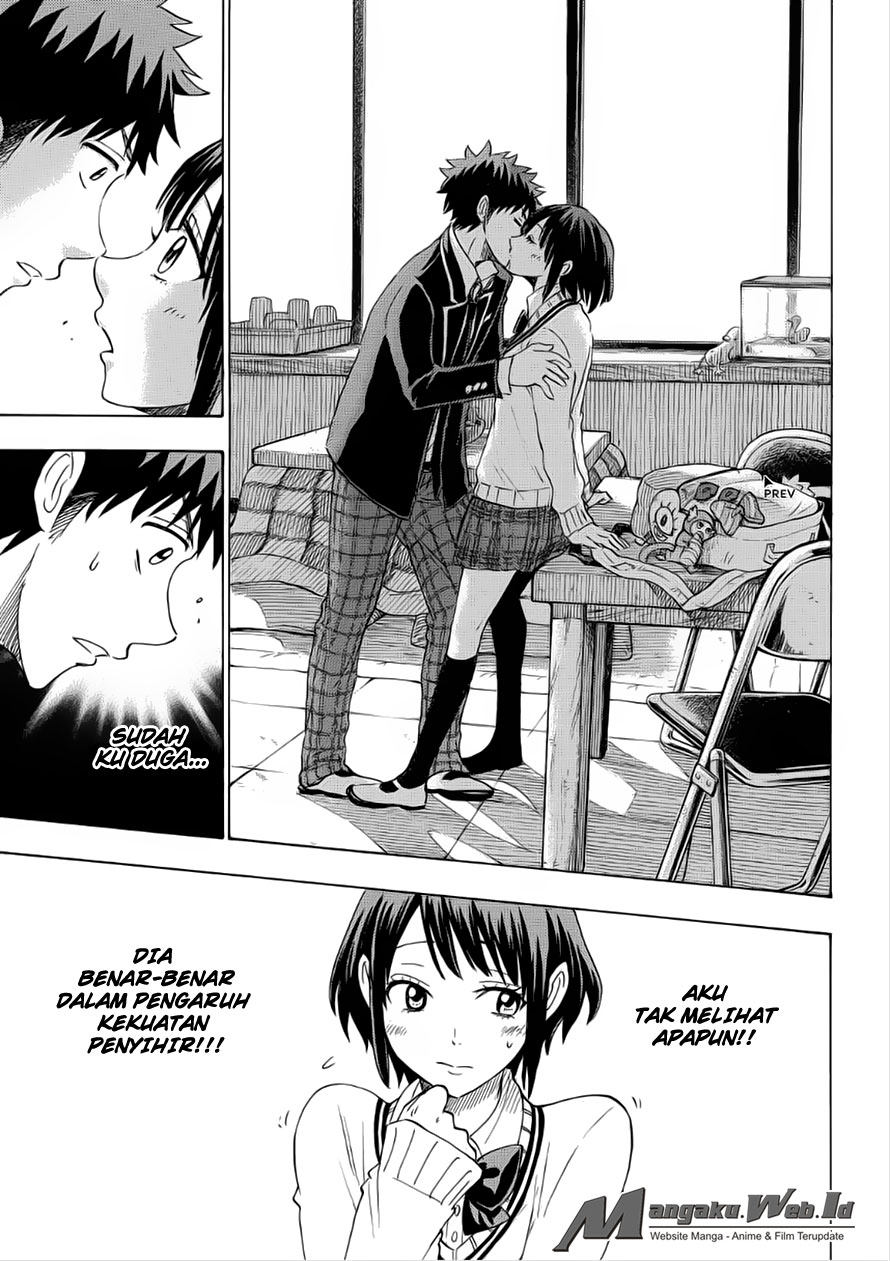 PREV
SUDAH
KU DUGA...
AKU
TAK MELIHAT
APAPUN!!
DIA
BENAR-BENAR
DALAM PENGARUH
KEKUATAN
PENYIHIR!!!
Mangaku.Web.Id
Website Manga - Anime & Film Terupdate